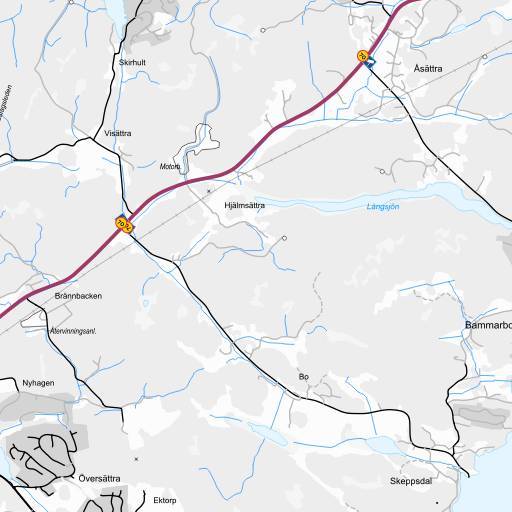 Skirhult
Åsättra
Visättra
Motorb.
Hjälmsättra
Långsjön
Brännbacken
Återvinningsanl.
Bammarbo
Nyhagen
Bo
Översättra
Skeppsdal
Ektorp